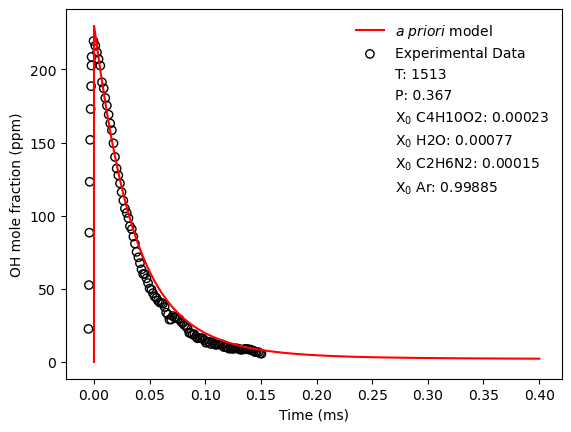 a priori model
Experimental Data
T: 1513
P: 0.367
X₀ C4H10O2: 0.00023
X₀ H2O: 0.00077
X₀ C2H6N2: 0.00015
X₀ Ar: 0.99885
OH mole fraction (ppm)
200
150
100
50
0
0.00 0.05 0.10 0.15 0.20 0.25 0.30 0.35 0.40
Time (ms)